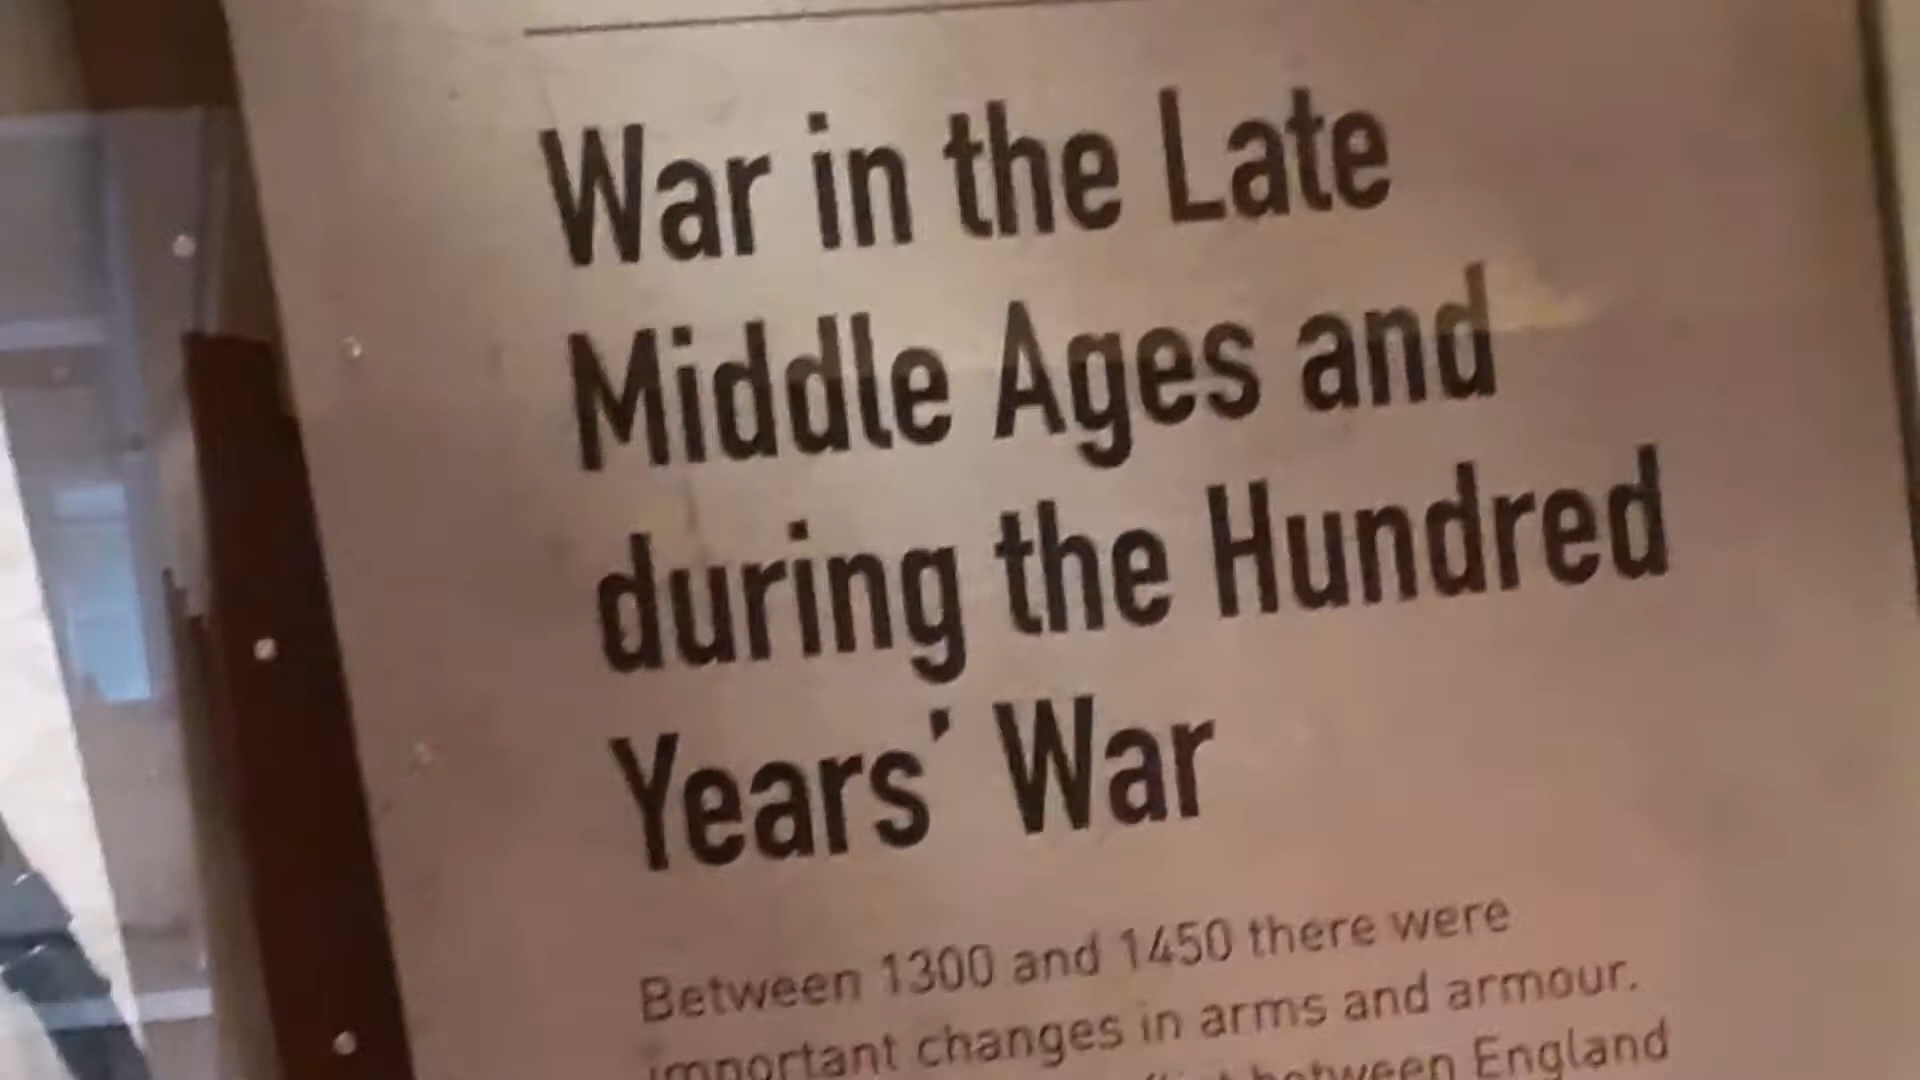 War in the Late
Middle Ages and
during the Hundred
Years' War
Between 1300 and 1450 there were
important changes in arms and armour.
between England